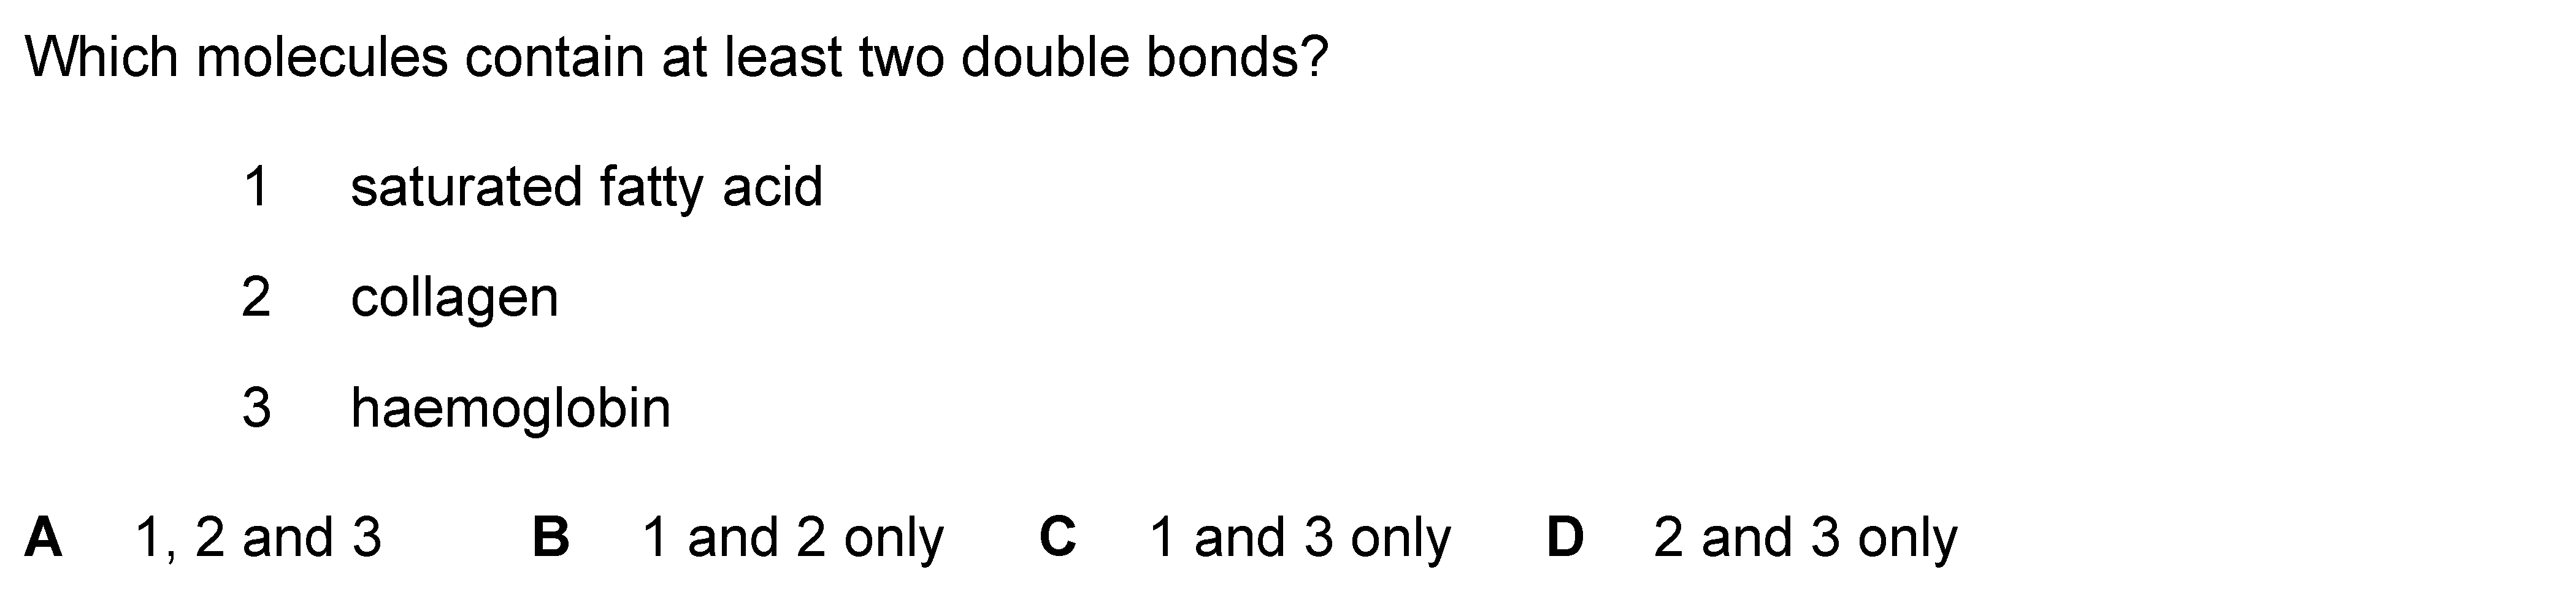 Which molecules contain at least two double bonds?
1 saturated fatty acid
2 collagen
3 haemoglobin
A 1, 2 and 3 B 1 and 2 only C 1 and 3 only D 2 and 3 only